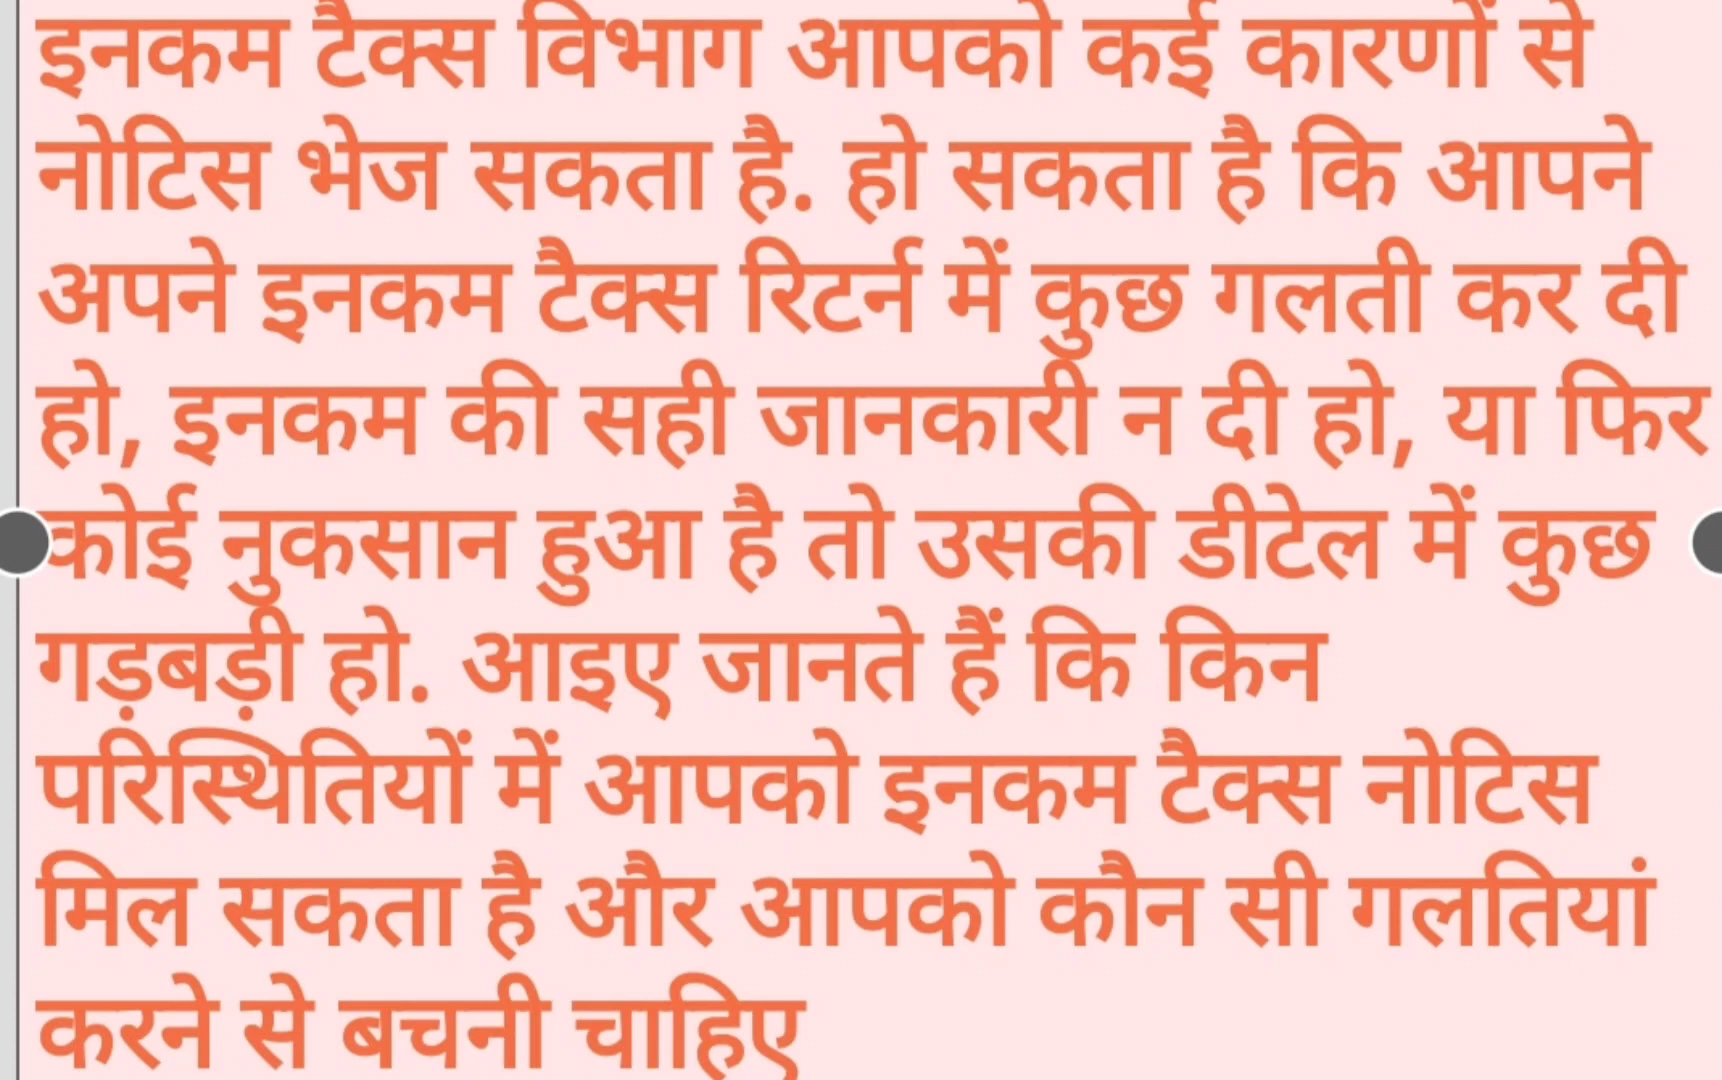 इनकम टैक्स विभाग आपको कई कारणों से
नोटिस भेज सकता है. हो सकता है कि आपने
अपने इनकम टैक्स रिटर्न में कुछ गलती कर दी
हो, इनकम की सही जानकारी न दी हो, या फिर
कोई नुकसान हुआ है तो उसकी डीटेल में कुछ
गड़बड़ी हो. आइए जानते हैं कि किन
परिस्थितियों में आपको इनकम टैक्स नोटिस
मिल सकता है और आपको कौन सी गलतियां
करने से बचनी चाहिए